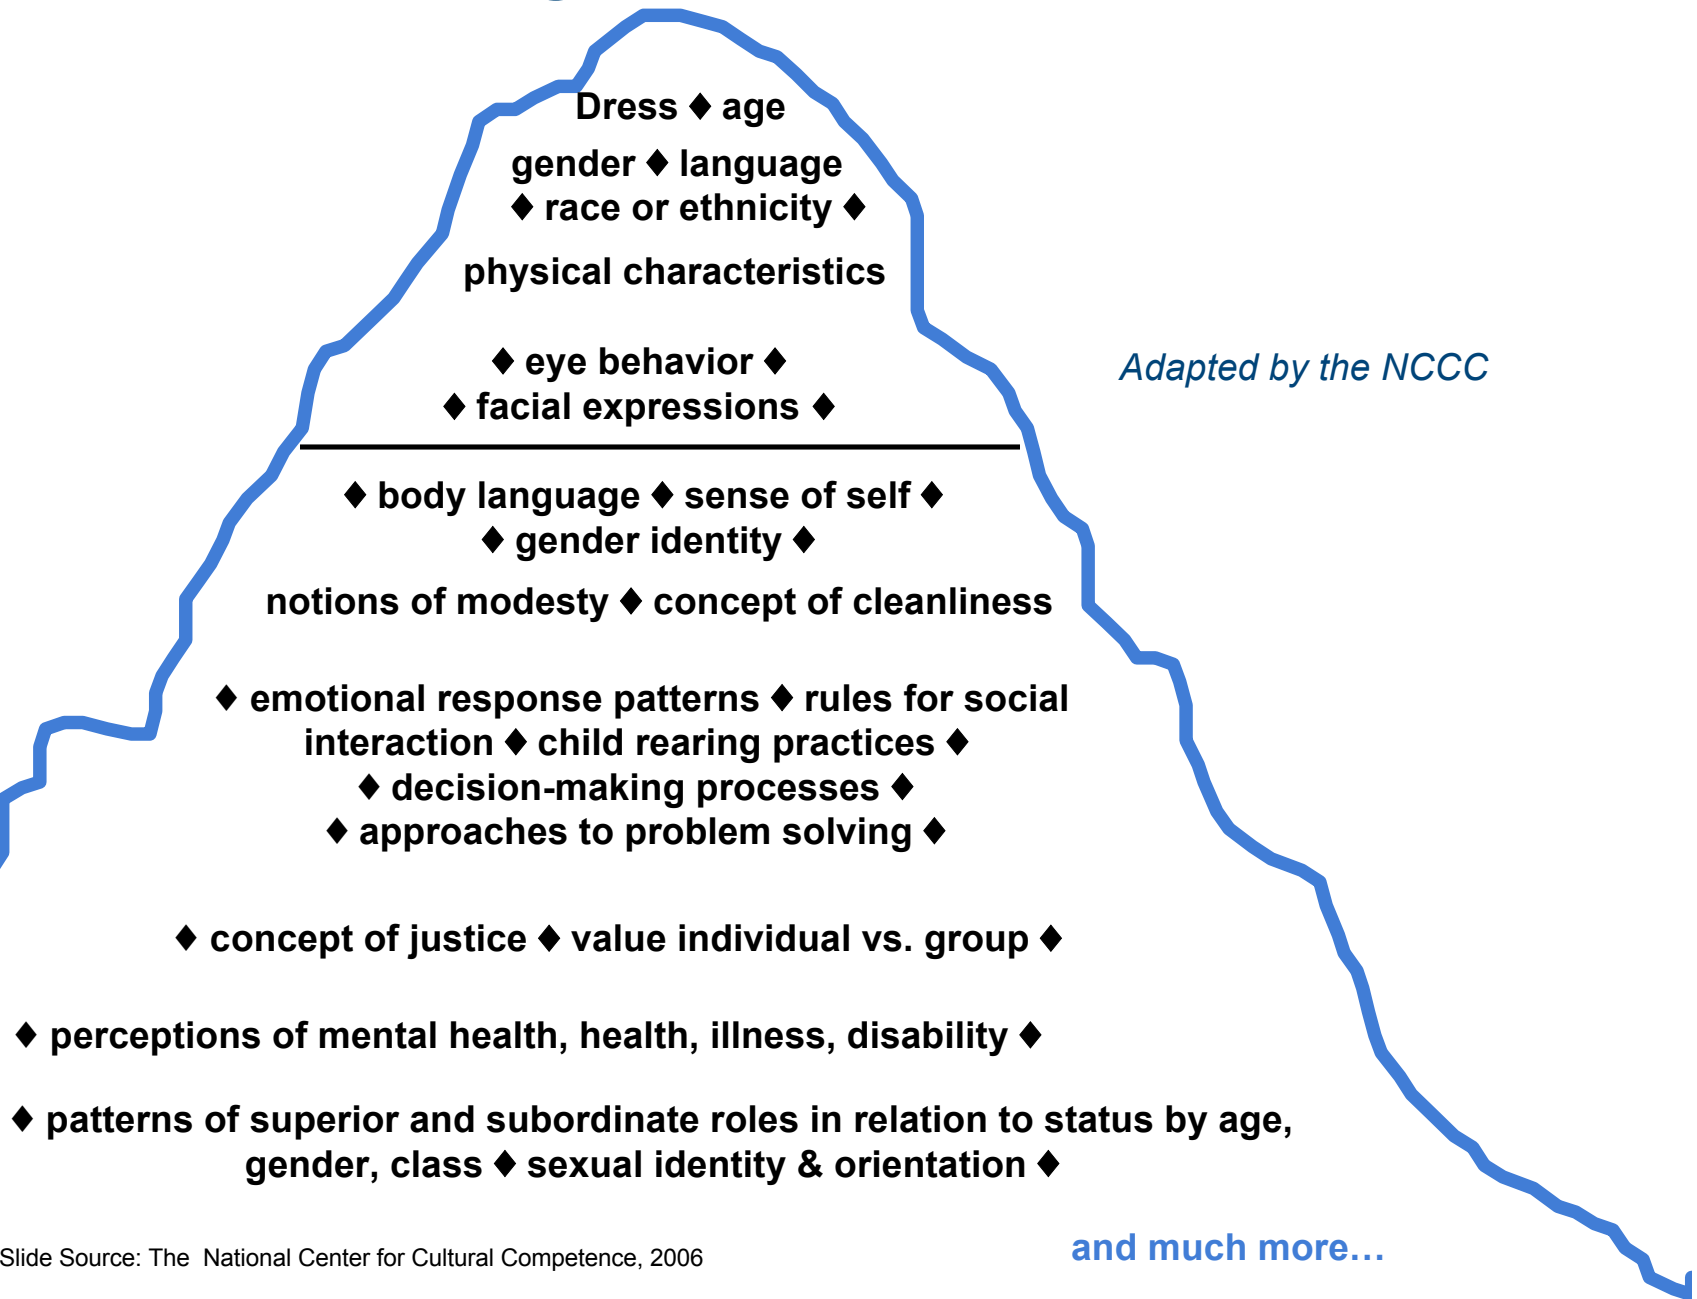 Dress ♦ age
gender ♦ language
♦ race or ethnicity ♦
physical characteristics
♦ eye behavior ♦
♦ facial expressions ♦
Adapted by the NCCC
♦ body language ♦ sense of self ♦
♦ gender identity ♦
notions of modesty ♦ concept of cleanliness
♦ emotional response patterns ♦ rules for social
interaction ♦ child rearing practices ♦
♦ decision-making processes ♦
♦ approaches to problem solving ♦
♦ concept of justice ♦ value individual vs. group ♦
♦ perceptions of mental health, health, illness, disability ♦
♦ patterns of superior and subordinate roles in relation to status by age,
gender, class ♦ sexual identity & orientation ♦
and much more…
Slide Source: The National Center for Cultural Competence, 2006